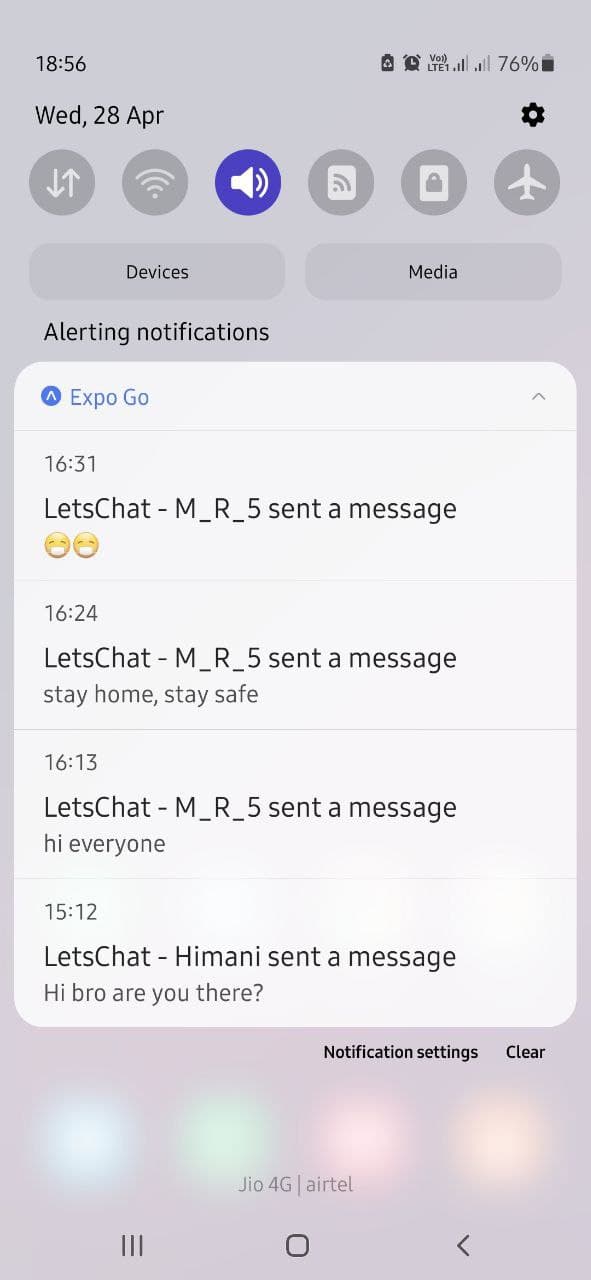 18:56
Vo)) LTE1 76%
Wed, 28 Apr
Devices Media
Alerting notifications
Expo Go
16:31
LetsChat - M_R_5 sent a message
😷😷
16:24
LetsChat - M_R_5 sent a message
stay home, stay safe
16:13
LetsChat - M_R_5 sent a message
hi everyone
15:12
LetsChat - Himani sent a message
Hi bro are you there?
Notification settings Clear
Jio 4G | airtel